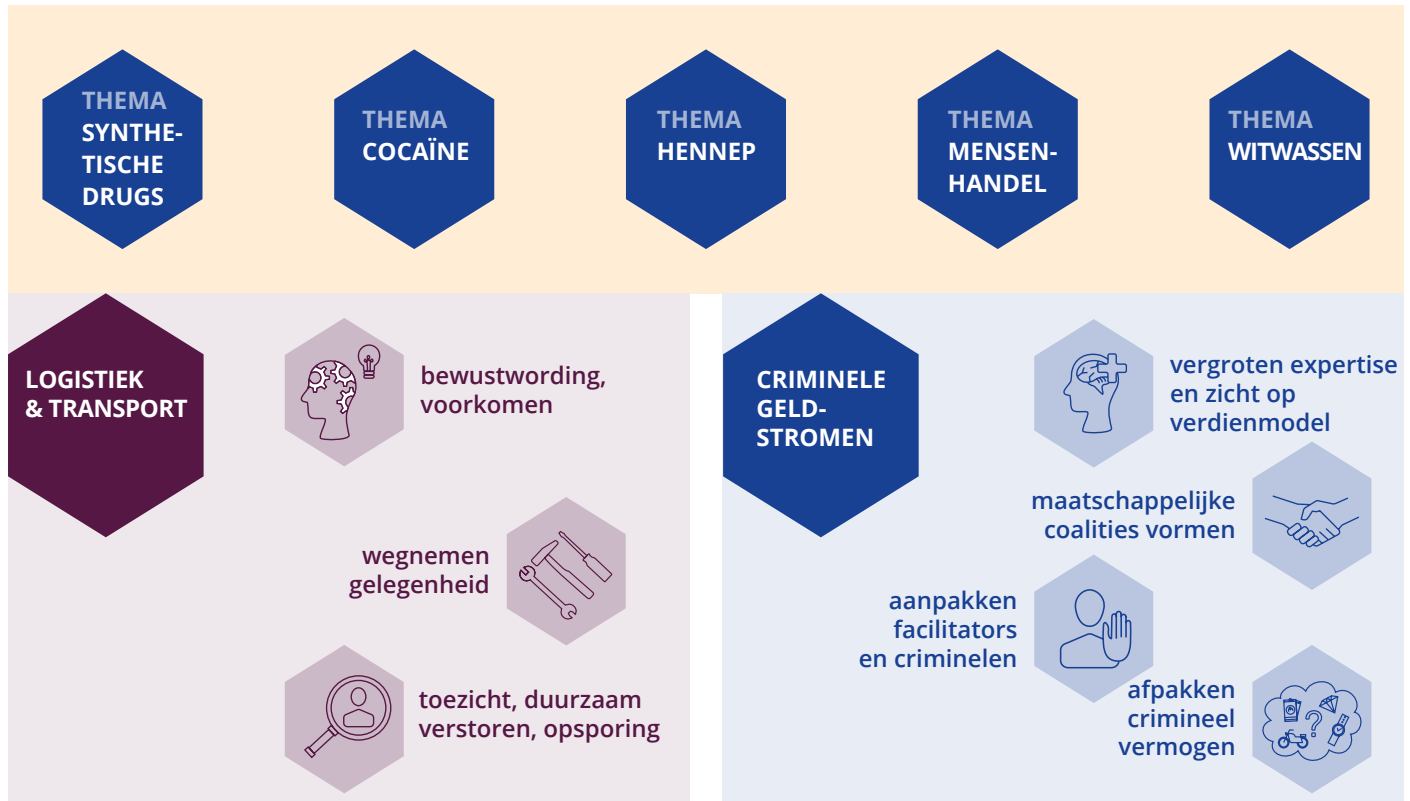 THEMA
SYNTHE-
TISCHE
DRUGS
THEMA
COCAÏNE
THEMA
HENNEP
THEMA
MENSEN-
HANDEL
THEMA
WITWASSEN
LOGISTIEK
& TRANSPORT
bewustwording,
voorkomen
wegnemen
gelegenheid
toezicht, duurzaam
verstoren, opsporing
CRIMINELE
GELD-
STROMEN
vergroten expertise
en zicht op
verdienmodel
maatschappelijke
coalities vormen
aanpakken
facilitators
en criminelen
afpakken
crimineel
vermogen
?